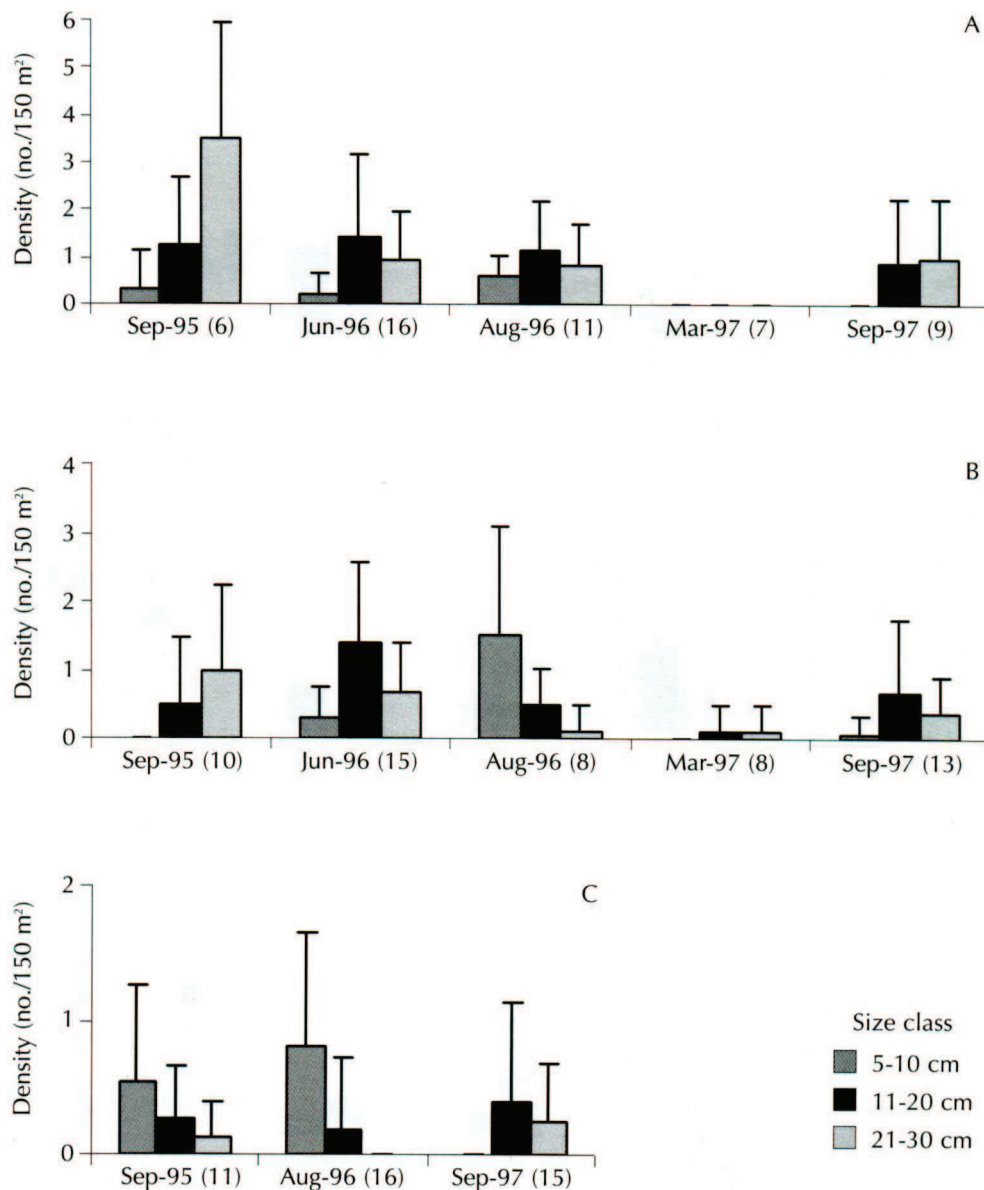 A
Density (no./150 m²)
6
5
4
3
2
1
0
Sep-95 (6) Jun-96 (16) Aug-96 (11) Mar-97 (7) Sep-97 (9)
B
Density (no./150 m²)
4
3
2
1
0
Sep-95 (10) Jun-96 (15) Aug-96 (8) Mar-97 (8) Sep-97 (13)
C
Density (no./150 m²)
2
1
0
Sep-95 (11) Aug-96 (16) Sep-97 (15)
Size class
5-10 cm
11-20 cm
21-30 cm